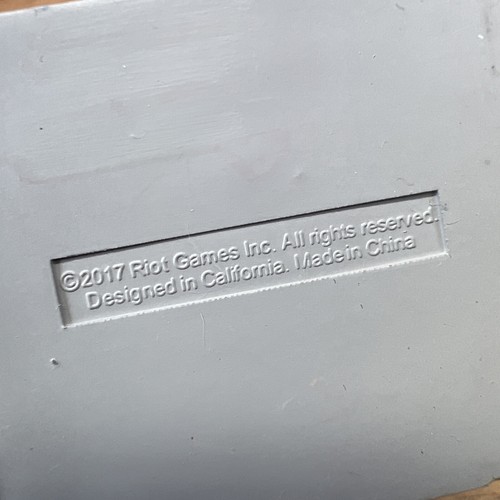 ©2017 Riot Games Inc. All rights reserved.
Designed in California. Made in China